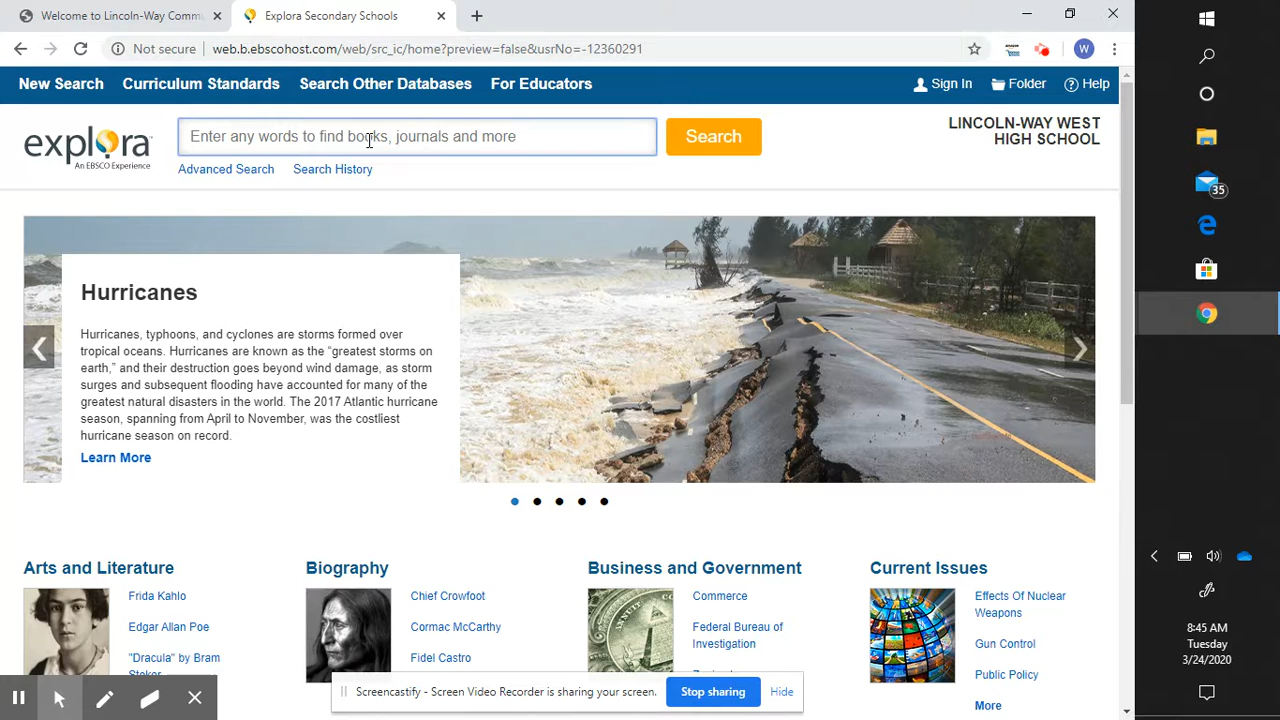 Welcome to Lincoln-Way Comm
Explora Secondary Schools
Not secure
web.b.ebscohost.com/web/src_ic/home?preview=false&usrNo=-12360291
W
New Search
Curriculum Standards
Search Other Databases
For Educators
Sign In
Folder
Help
explora
An EBSCO Experience
Enter any words to find books, journals and more
Search
Advanced Search
Search History
LINCOLN-WAY WEST
HIGH SCHOOL
Hurricanes
Hurricanes, typhoons, and cyclones are storms formed over
tropical oceans. Hurricanes are known as the “greatest storms on
earth,” and their destruction goes beyond wind damage, as storm
surges and subsequent flooding have accounted for many of the
greatest natural disasters in the world. The 2017 Atlantic hurricane
season, spanning from April to November, was the costliest
hurricane season on record.
Learn More
Arts and Literature
Frida Kahlo
Edgar Allan Poe
"Dracula" by Bram
Stoker
Biography
Chief Crowfoot
Cormac McCarthy
Fidel Castro
Business and Government
Commerce
Federal Bureau of
Investigation
Current Issues
Effects Of Nuclear
Weapons
Gun Control
Public Policy
More
Screencastify - Screen Video Recorder is sharing your screen.
Stop sharing
Hide
35
8:45 AM
Tuesday
3/24/2020